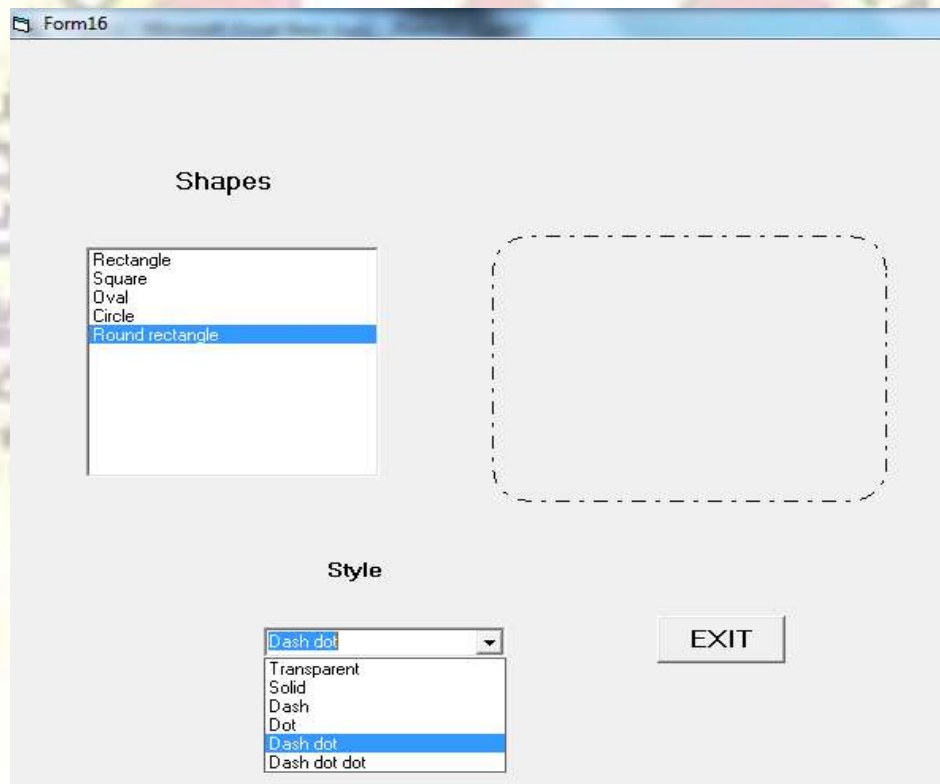 Form16
Shapes
Rectangle
Square
Oval
Circle
Round rectangle
Style
Dash dot
EXIT
Transparent
Solid
Dash
Dot
Dash dot
Dash dot dot